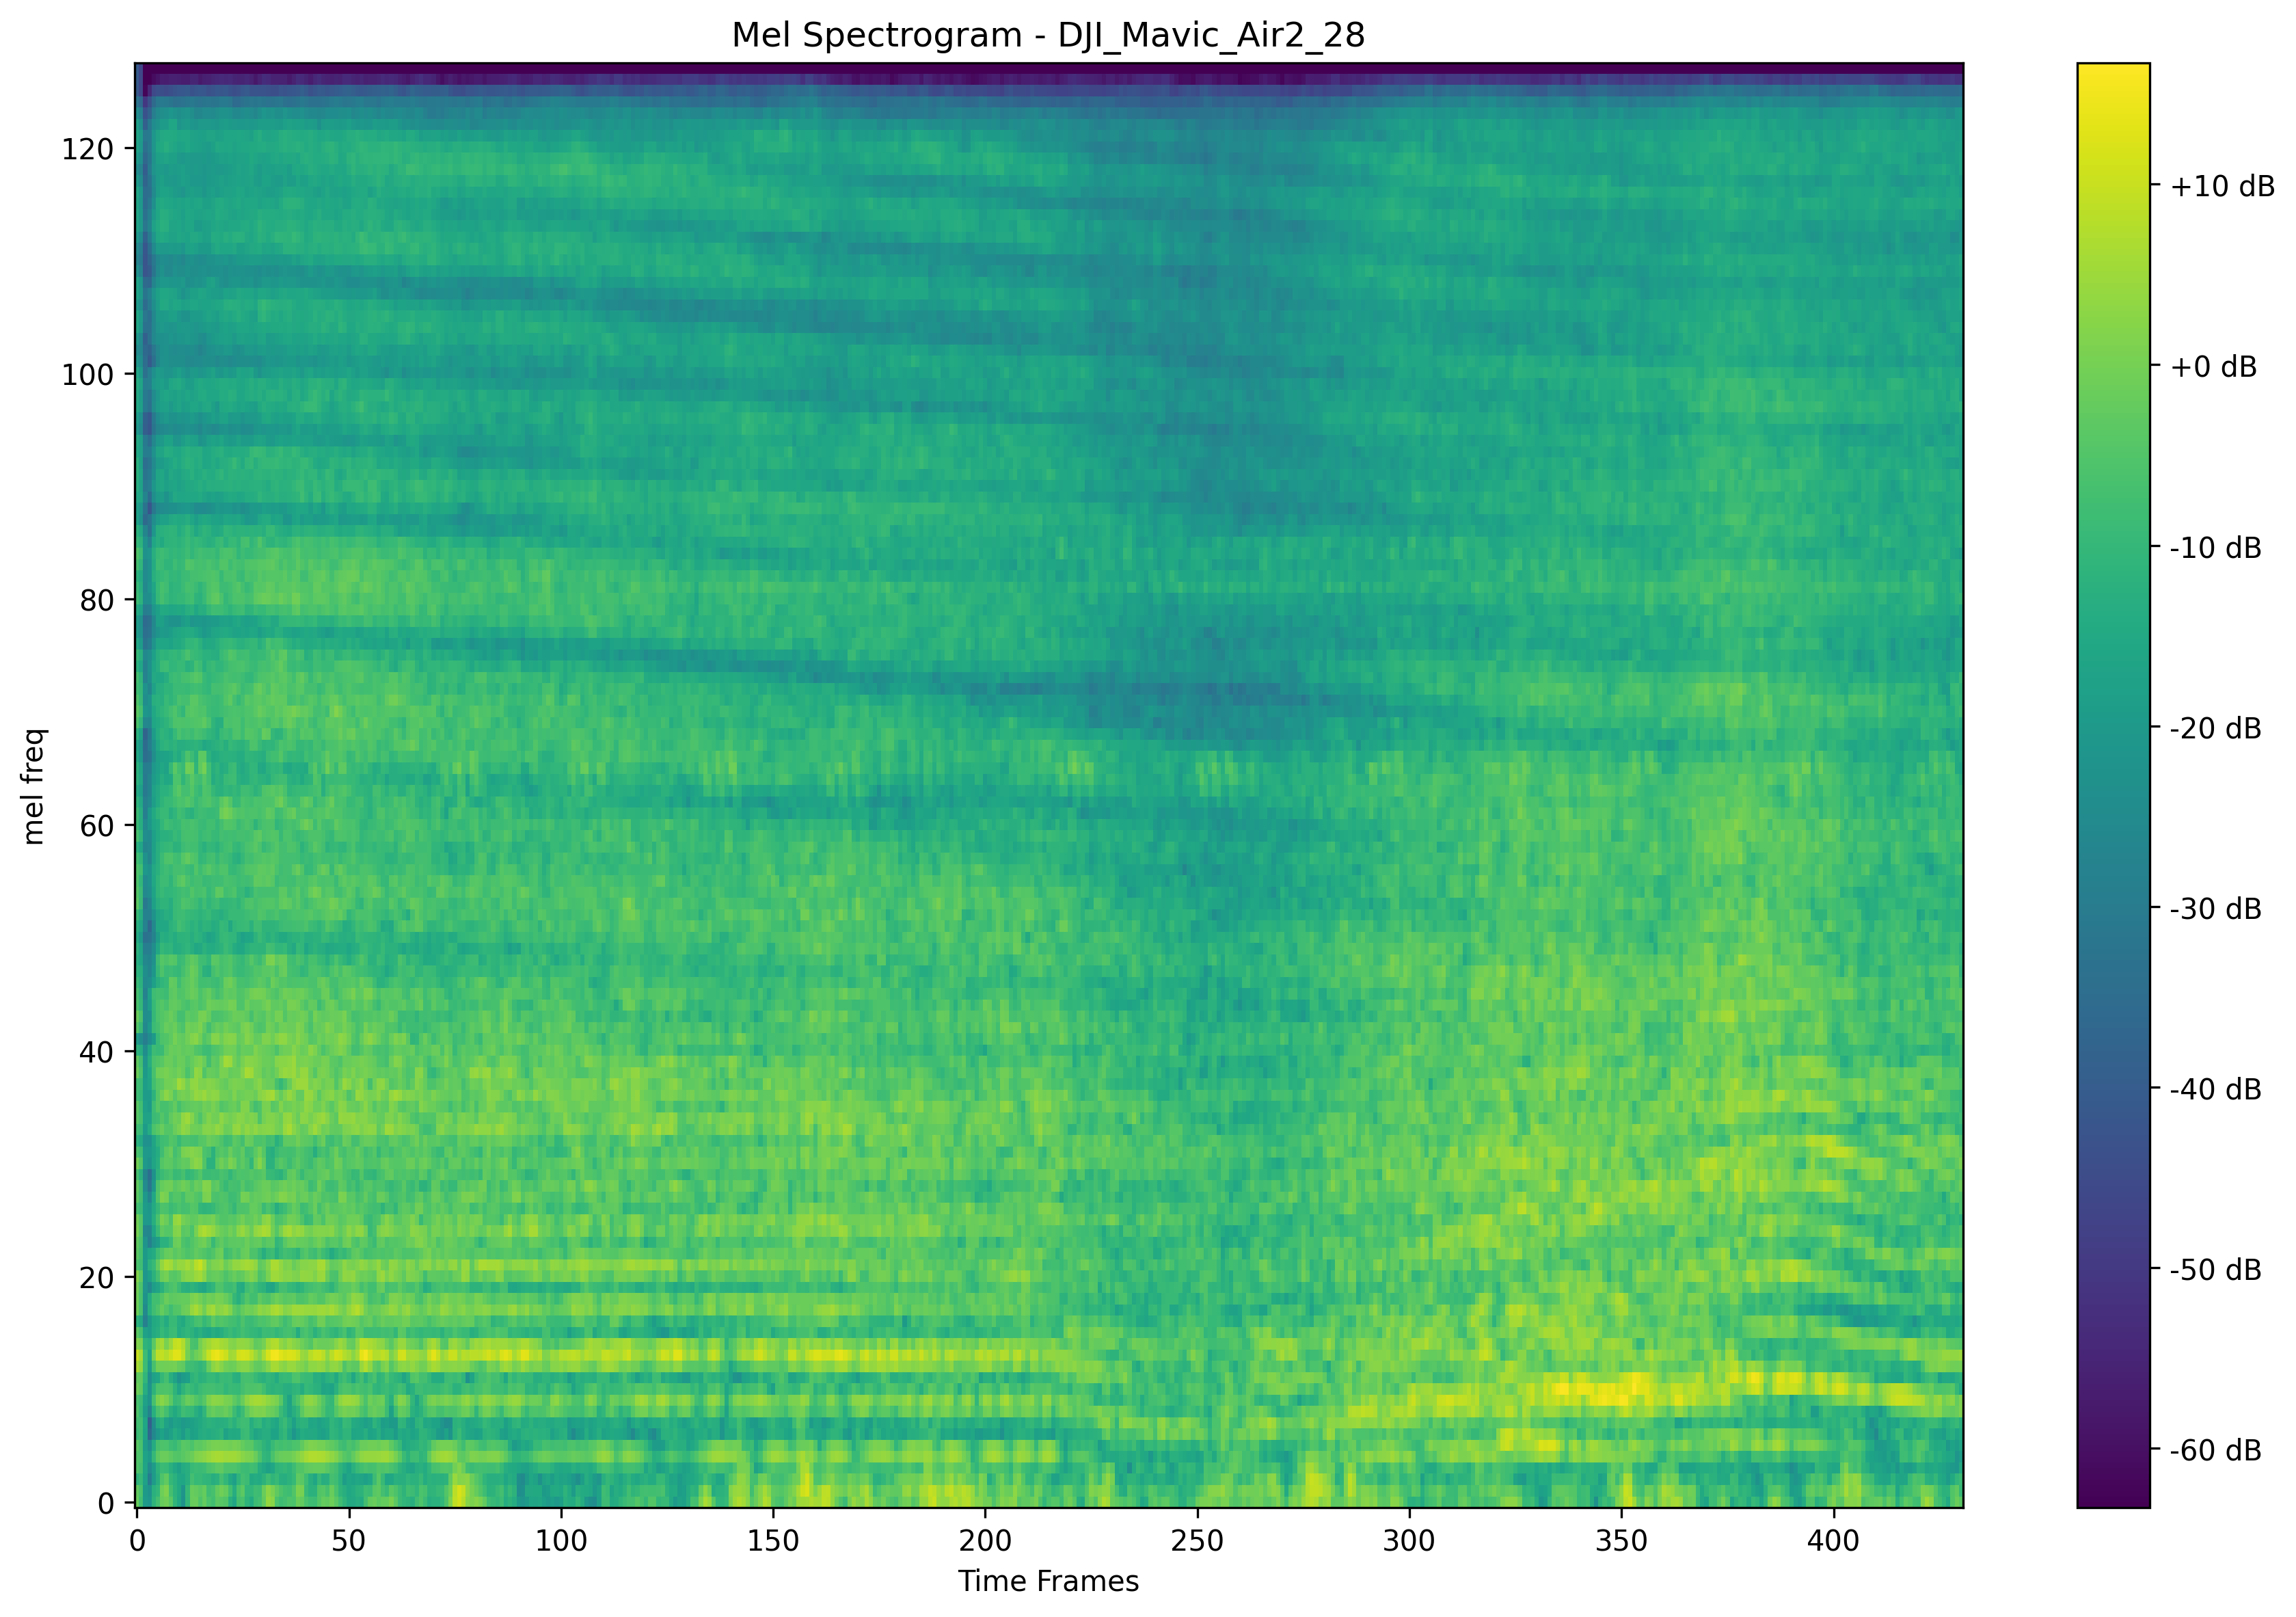 Mel Spectrogram - DJI_Mavic_Air2_28
mel freq
120
100
80
60
40
20
0
0 50 100 150 200 250 300 350 400
Time Frames
+10 dB
+0 dB
-10 dB
-20 dB
-30 dB
-40 dB
-50 dB
-60 dB